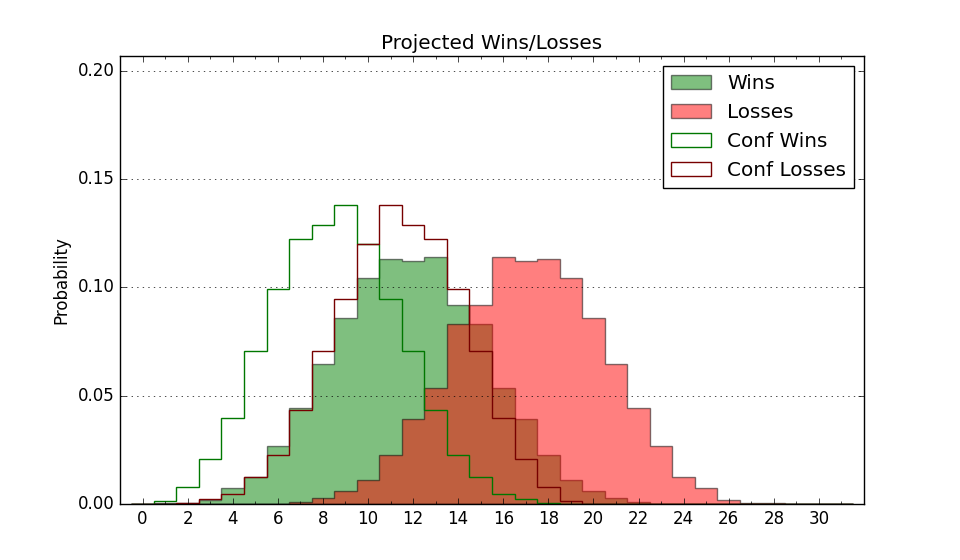 Projected Wins/Losses
0.20
0.15
0.10
0.05
0.00
Probability
Wins
Losses
Conf Wins
Conf Losses
0 2 4 6 8 10 12 14 16 18 20 22 24 26 28 30